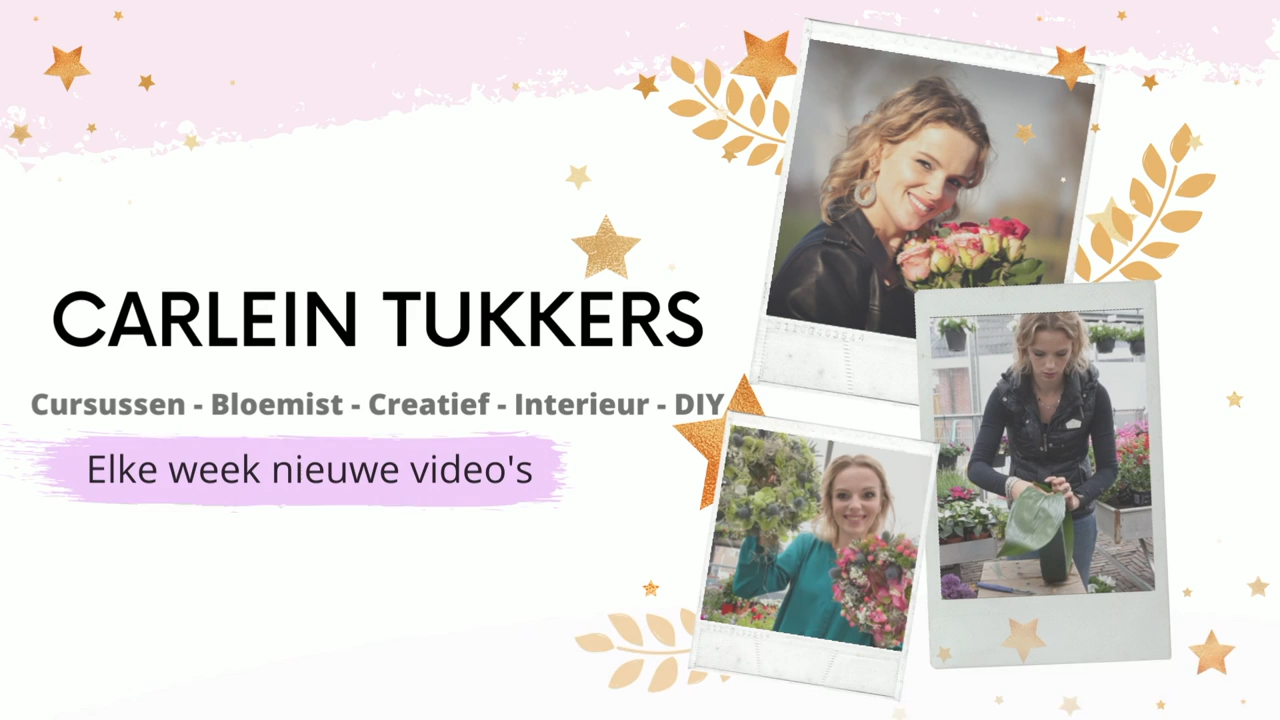 CARLEIN TUKKERS
Cursussen - Bloemist - Creatief - Interieur - DIY
Elke week nieuwe video's